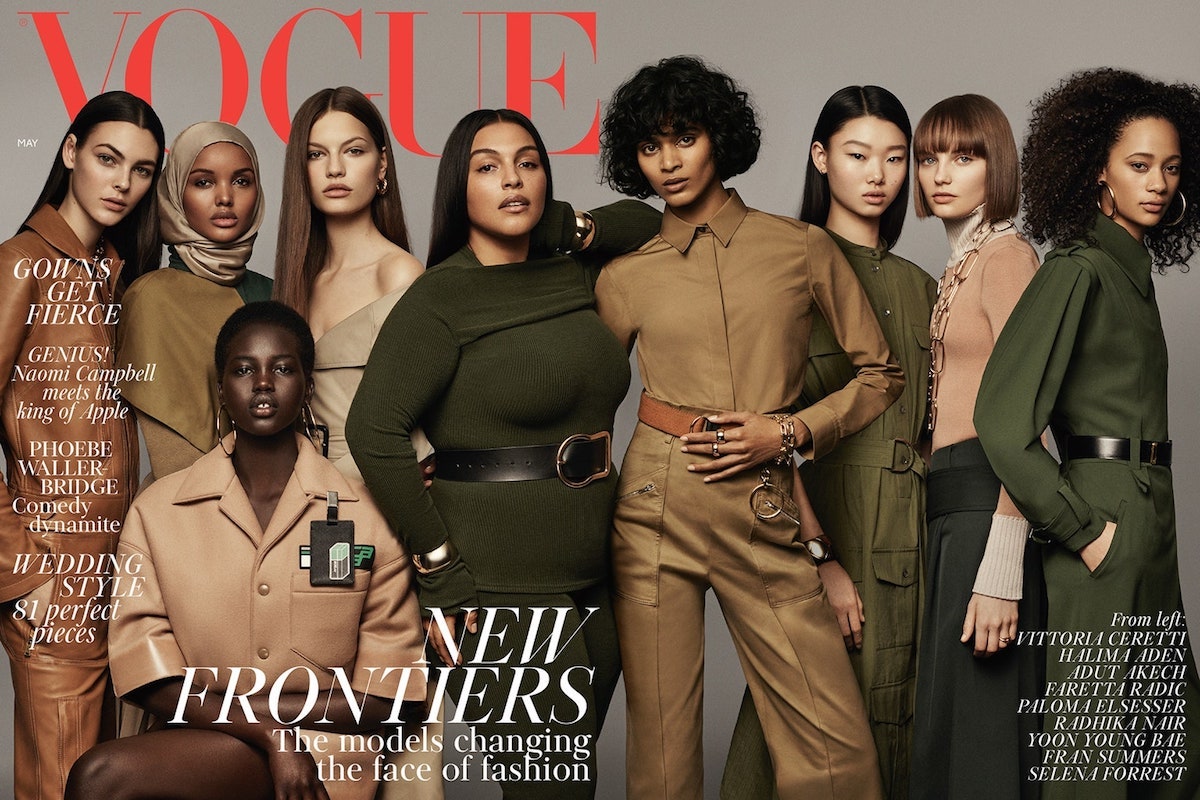 VOGUE
MAY
GOWNS
GET
FIERCE
GENIUS!
Naomi Campbell
meets the
king of Apple
PHOEBE
WALLER-
BRIDGE
Comedy
dynamite
WEDDING
STYLE
81 perfect
pieces
NEW
FRONTIERS
The models changing
the face of fashion
From left:
VITTORIA CERETTI
HALIMA ADEN
ADUT AKECH
FARETTA RADIC
PALOMA ELSESSER
RADHIKA NAIR
YOON YOUNG BAE
FRAN SUMMERS
SELENA FORREST